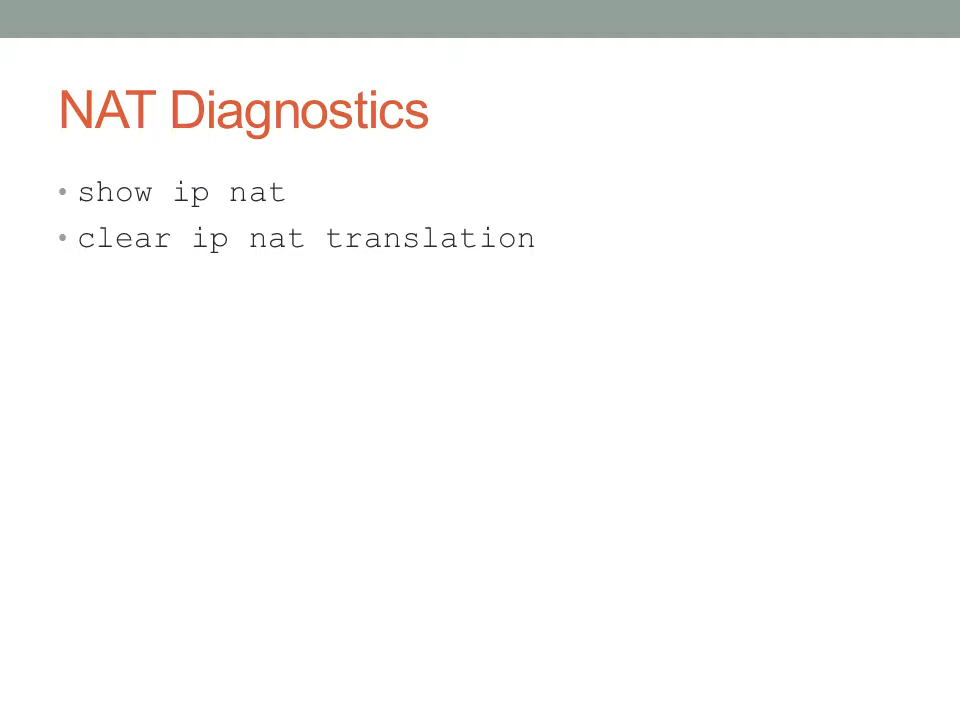 NAT Diagnostics
• show ip nat
• clear ip nat translation